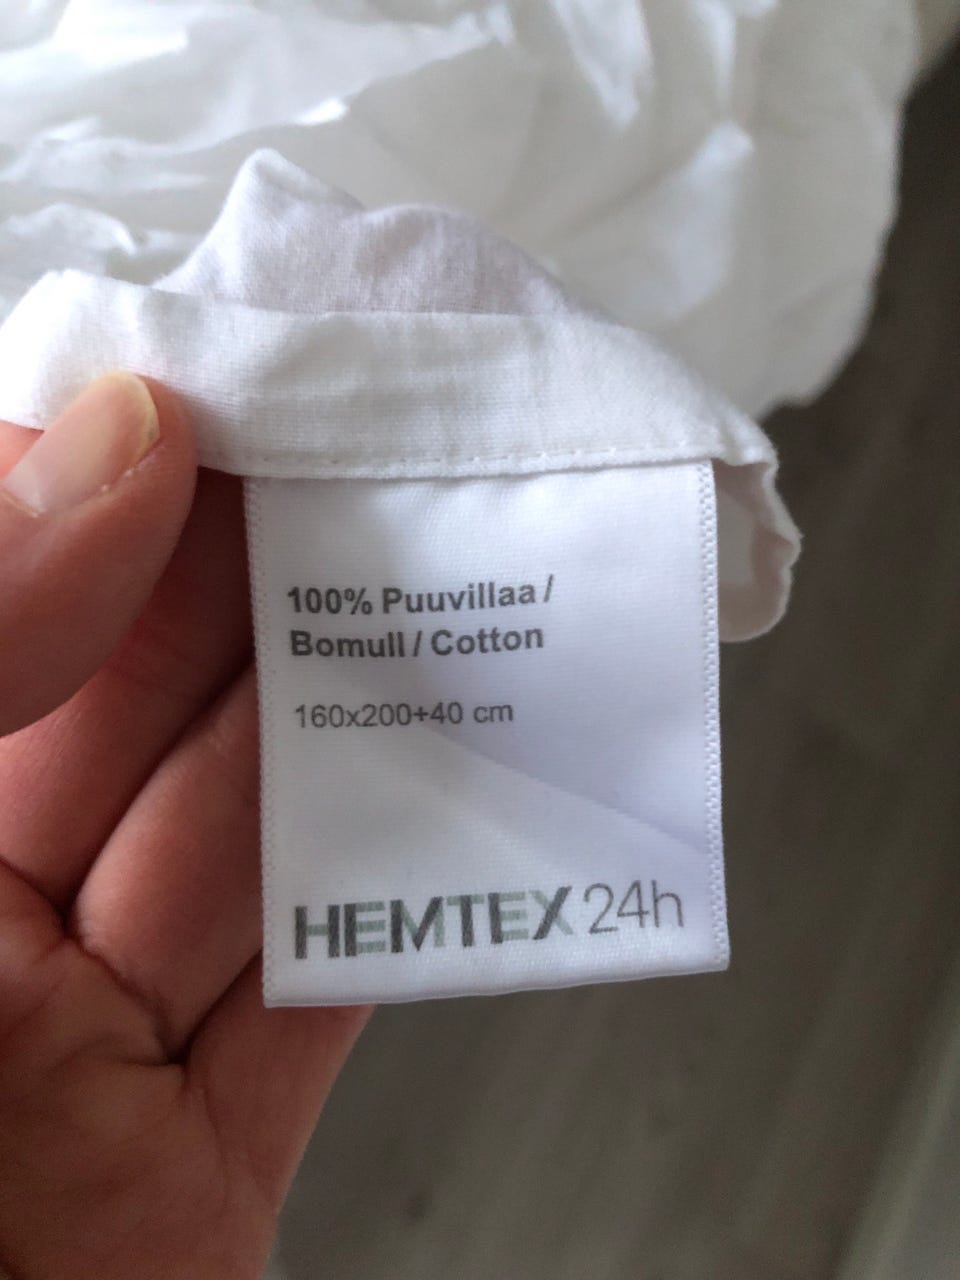 100% Puuvillaa /
Bomull / Cotton
160x200+40 cm
HEMTEX 24h